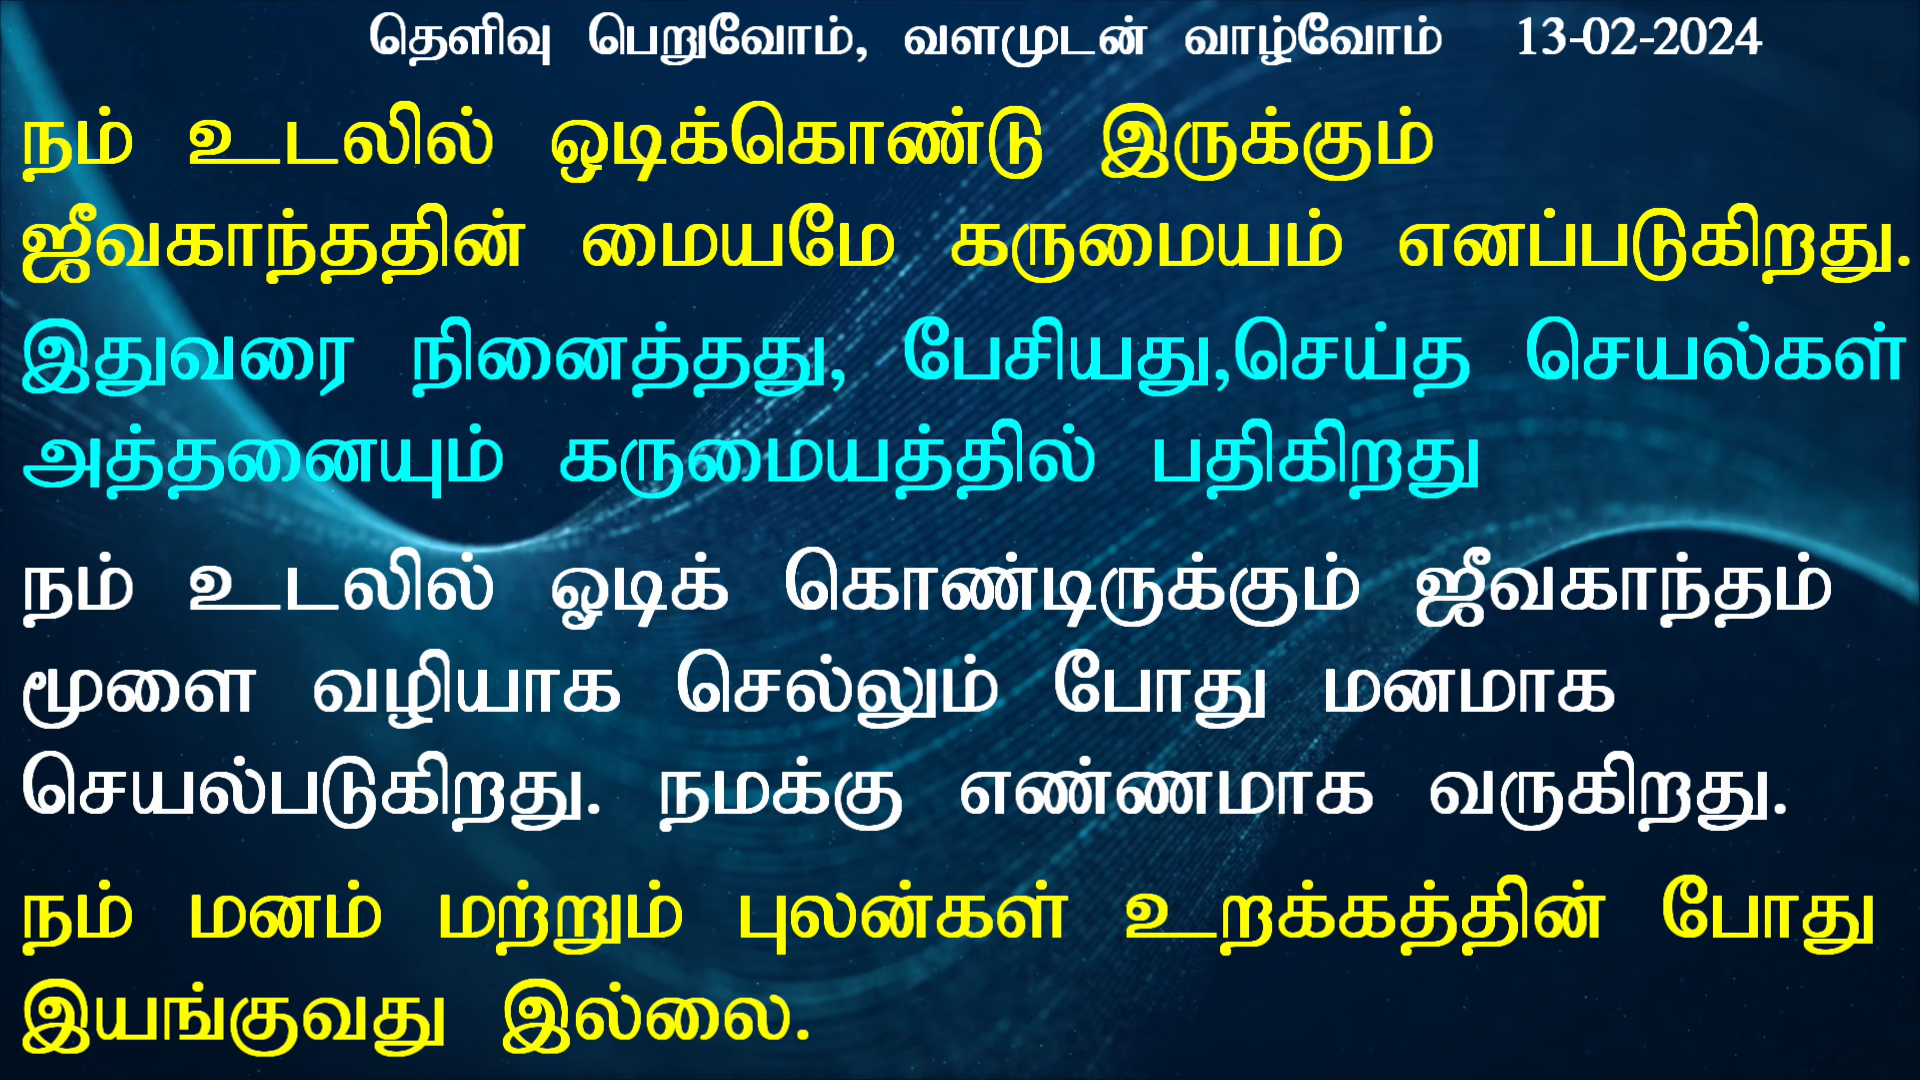 தெளிவு பெறுவோம், வளமுடன் வாழ்வோம் 13-02-2024
நம் உடலில் ஒடிக்கொண்டு இருக்கும்
ஜீவகாந்ததின் மையமே கருமையம் எனப்படுகிறது.
இதுவரை நினைத்தது, பேசியது,செய்த செயல்கள்
அத்தனையும் கருமையத்தில் பதிகிறது
நம் உடலில் ஓடிக் கொண்டிருக்கும் ஜீவகாந்தம்
மூளை வழியாக செல்லும் போது மனமாக
செயல்படுகிறது. நமக்கு எண்ணமாக வருகிறது.
நம் மனம் மற்றும் புலன்கள் உறக்கத்தின் போது
இயங்குவது இல்லை.